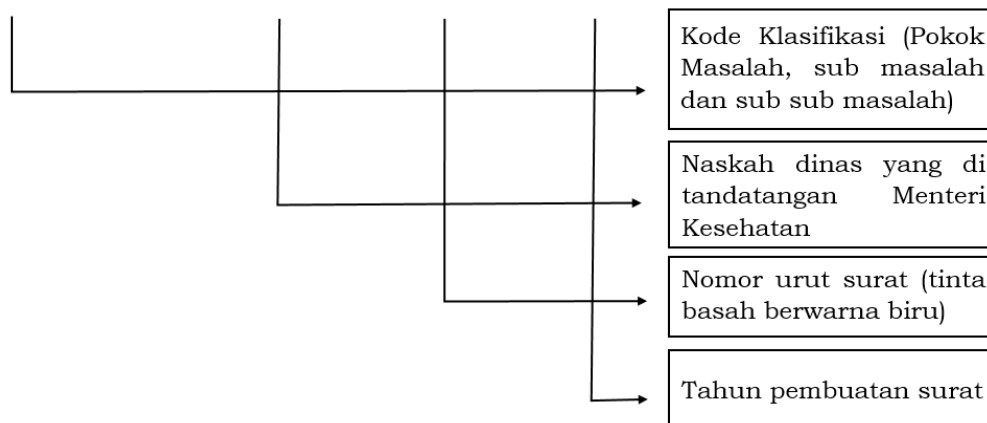 Kode Klasifikasi (Pokok
Masalah, sub masalah
dan sub sub masalah)
Naskah dinas yang di
tandatangan Menteri
Kesehatan
Nomor urut surat (tinta
basah berwarna biru)
Tahun pembuatan surat